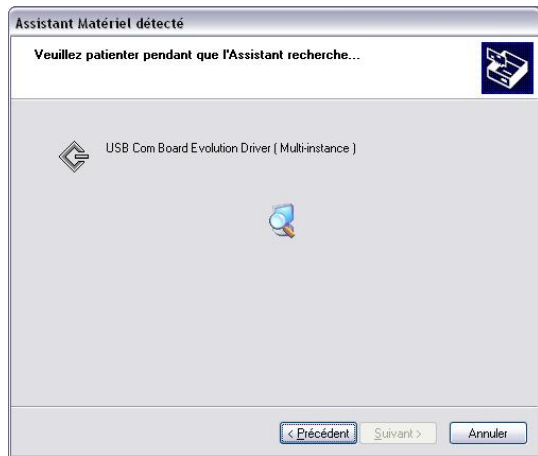 Assistant Matériel détecté
Veuillez patienter pendant que l'Assistant recherche...
USB Com Board Evolution Driver ( Multi-instance )
< Précédent
Suivant >
Annuler